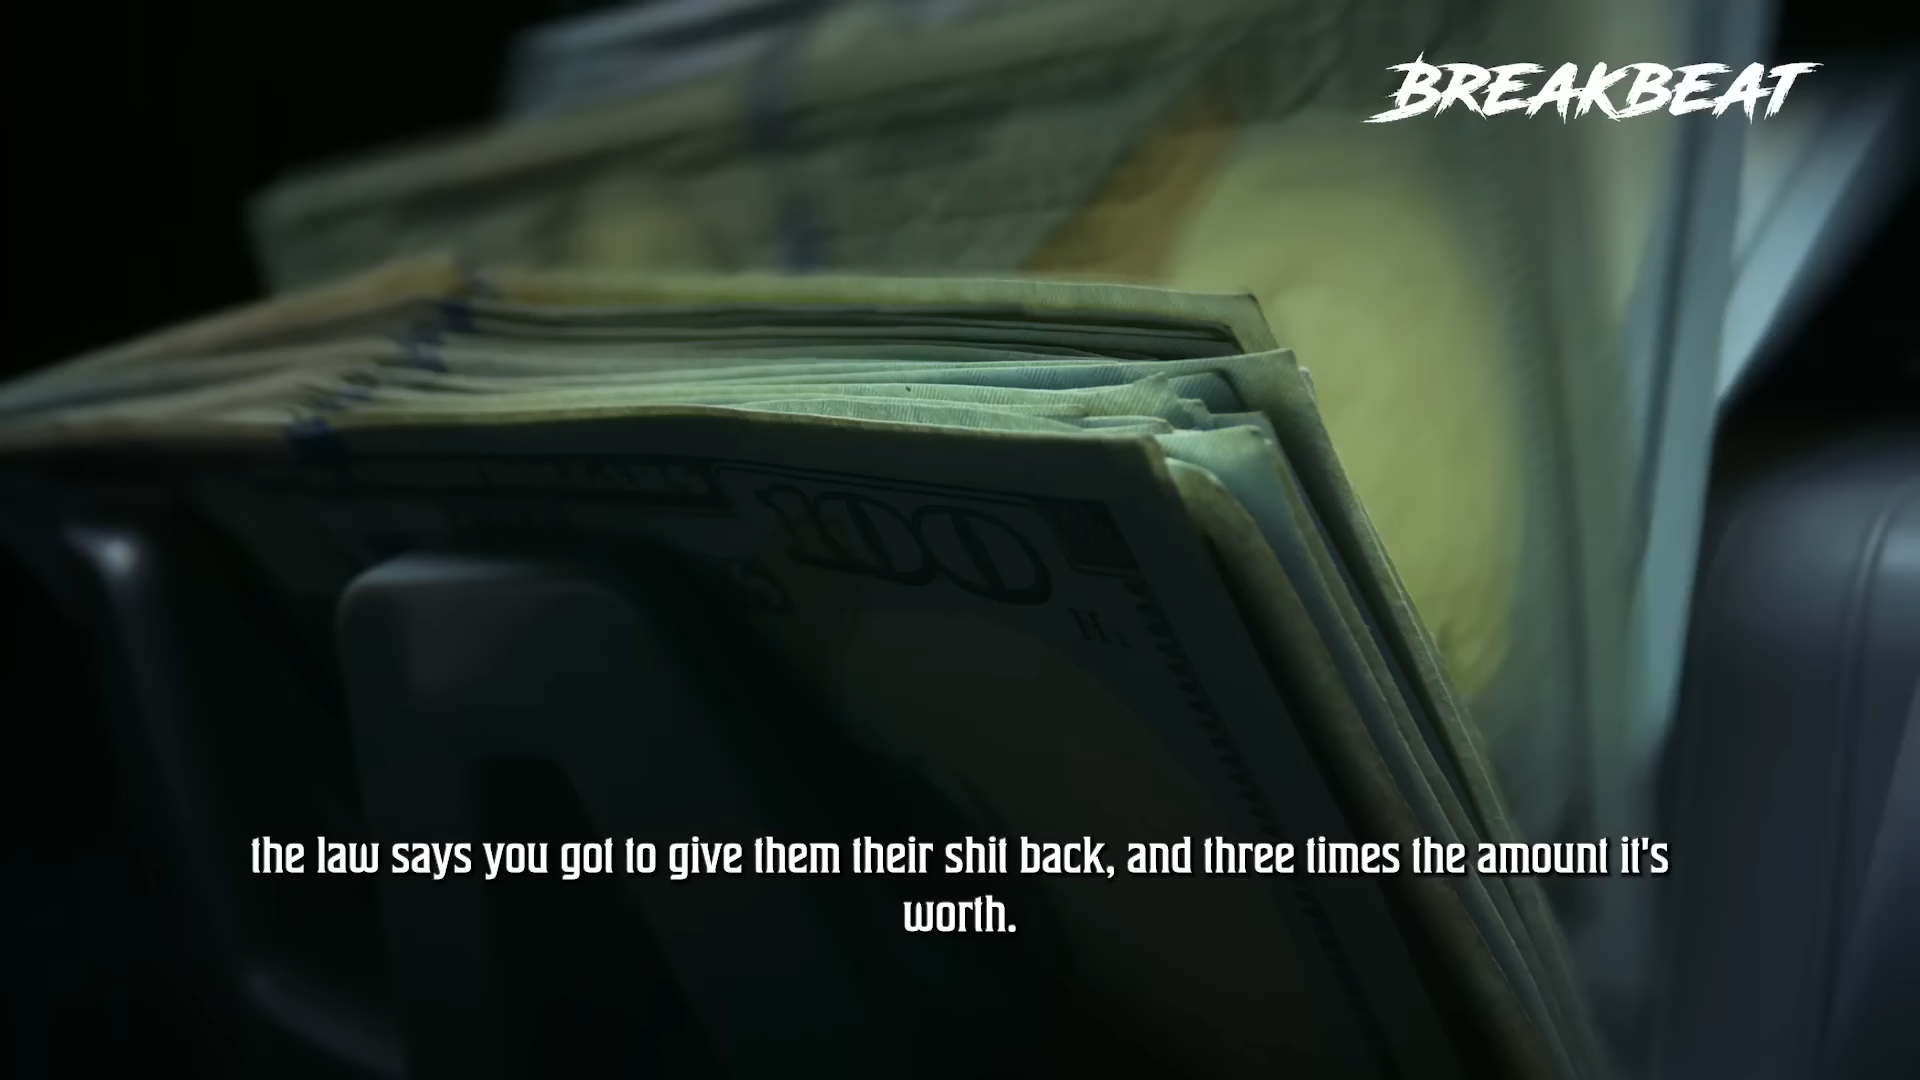 BREAKBEAT
100
the law says you got to give them their shit back, and three times the amount it's
worth.